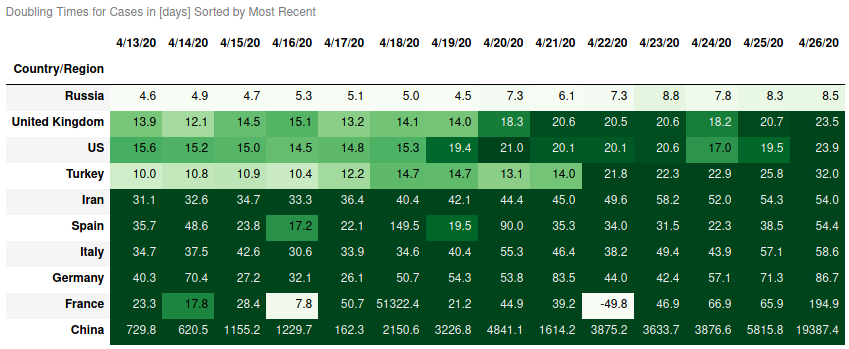 Doubling Times for Cases in [days] Sorted by Most Recent
4/13/20 4/14/20 4/15/20 4/16/20 4/17/20 4/18/20 4/19/20 4/20/20 4/21/20 4/22/20 4/23/20 4/24/20 4/25/20 4/26/20
Country/Region
Russia 4.6 4.9 4.7 5.3 5.1 5.0 4.5 7.3 6.1 7.3 8.8 7.8 8.3 8.5
United Kingdom 13.9 12.1 14.5 15.1 13.2 14.1 14.0 18.3 20.6 20.5 20.6 18.2 20.7 23.5
US 15.6 15.2 15.0 14.5 14.8 15.3 19.4 21.0 20.1 20.1 20.6 17.0 19.5 23.9
Turkey 10.0 10.8 10.9 10.4 12.2 14.7 14.7 13.1 14.0 21.8 22.3 22.9 25.8 32.0
Iran 31.1 32.6 34.7 33.3 36.4 40.4 42.1 44.4 45.0 49.6 58.2 52.0 54.3 54.0
Spain 35.7 48.6 23.8 17.2 22.1 149.5 19.5 90.0 35.3 34.0 31.5 22.3 38.5 54.4
Italy 34.7 37.5 42.6 30.6 33.9 34.6 40.4 55.3 46.4 38.2 49.4 43.9 57.1 58.6
Germany 40.3 70.4 27.2 32.1 26.1 50.7 54.3 53.8 83.5 44.0 42.4 57.1 71.3 86.7
France 23.3 17.8 28.4 7.8 50.7 51322.4 21.2 44.9 39.2 -49.8 46.9 66.0 65.9 194.9
China 729.8 620.5 1155.2 1229.7 162.3 2150.6 3226.8 4841.1 1614.2 3875.2 3633.7 3876.6 5815.8 19387.4